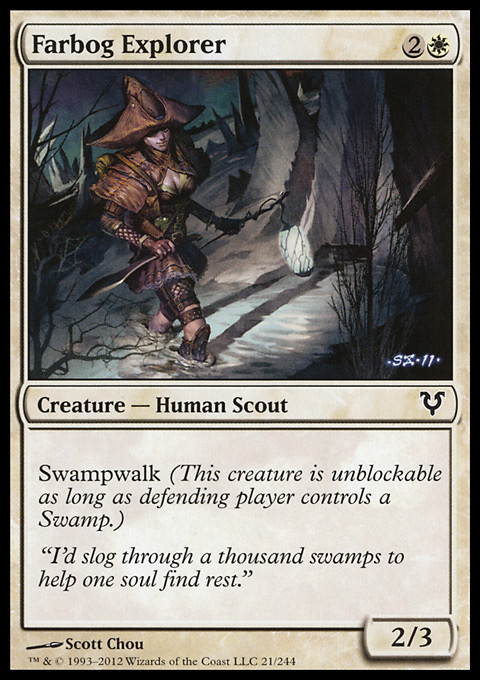 Farbog Explorer
2
·SZ·11·
Creature — Human Scout
Swampwalk (This creature is unblockable
as long as defending player controls a
Swamp.)
“I’d slog through a thousand swamps to
help one soul find rest.”
Scott Chou
2/3
™ & © 1993–2012 Wizards of the Coast LLC 21/244